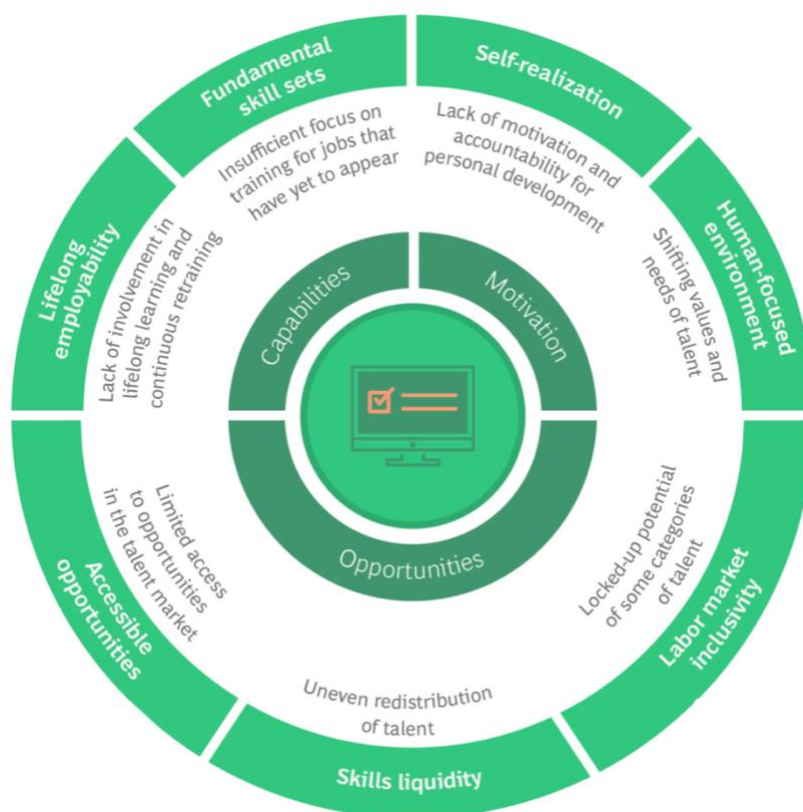 Fundamental
skill sets
Self-realization
Human-focused
environment
Labor market
inclusivity
Skills liquidity
Accessible
opportunities
Lifelong
employability
Insufficient focus on
training for jobs that
have yet to appear
Lack of motivation and
accountability for
personal development
Shifting values and
needs of talent
Locked-up potential
of some categories
of talent
Uneven redistribution
of talent
Limited access
to opportunities
in the talent market
Lack of involvement in
lifelong learning and
continuous retraining
Capabilities
Motivation
Opportunities